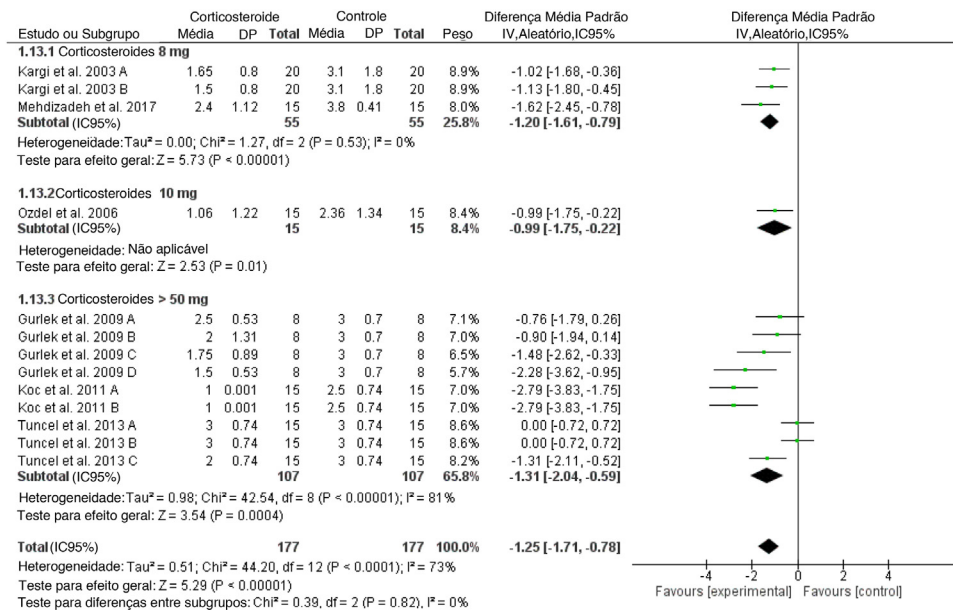 Corticosteroide Controle Diferença Média Padrão Diferença Média Padrão
Estudo ou Subgrupo Média DP Total Média DP Total Peso IV,Aleatório,IC95% IV,Aleatório,IC95%
1.13.1 Corticosteroides 8 mg
Kargi et al. 2003 A 1.65 0.8 20 3.1 1.8 20 8.9% -1.02 [-1.68, -0.36]
Kargi et al. 2003 B 1.5 0.8 20 3.1 1.8 20 8.9% -1.13 [-1.80, -0.45]
Mehdizadeh et al. 2017 2.4 1.12 15 3.8 0.41 15 8.0% -1.62 [-2.45, -0.78]
Subtotal (IC95%) 55 55 25.8% -1.20 [-1.61, -0.79]
Heterogeneidade: Tau² = 0.00; Chi² = 1.27, df = 2 (P = 0.53); I² = 0%
Teste para efeito geral: Z = 5.73 (P < 0.00001)
1.13.2 Corticosteroides 10 mg
Ozdel et al. 2006 1.06 1.22 15 2.36 1.34 15 8.4% -0.99 [-1.75, -0.22]
Subtotal (IC95%) 15 15 8.4% -0.99 [-1.75, -0.22]
Heterogeneidade: Não aplicável
Teste para efeito geral: Z = 2.53 (P = 0.01)
1.13.3 Corticosteroides > 50 mg
Gurlek et al. 2009 A 2.5 0.53 8 3 0.7 8 7.1% -0.76 [-1.79, 0.26]
Gurlek et al. 2009 B 2 1.31 8 3 0.7 8 7.0% -0.90 [-1.94, 0.14]
Gurlek et al. 2009 C 1.75 0.89 8 3 0.7 8 6.5% -1.48 [-2.62, -0.33]
Gurlek et al. 2009 D 1.5 0.53 8 3 0.7 8 5.7% -2.28 [-3.62, -0.95]
Koc et al. 2011 A 1 0.001 15 2.5 0.74 15 7.0% -2.79 [-3.83, -1.75]
Koc et al. 2011 B 1 0.001 15 2.5 0.74 15 7.0% -2.79 [-3.83, -1.75]
Tuncel et al. 2013 A 3 0.74 15 3 0.74 15 8.6% 0.00 [-0.72, 0.72]
Tuncel et al. 2013 B 3 0.74 15 3 0.74 15 8.6% 0.00 [-0.72, 0.72]
Tuncel et al. 2013 C 2 0.74 15 3 0.74 15 8.2% -1.31 [-2.11, -0.52]
Subtotal (IC95%) 107 107 65.8% -1.31 [-2.04, -0.59]
Heterogeneidade: Tau² = 0.98; Chi² = 42.54, df = 8 (P < 0.00001); I² = 81%
Teste para efeito geral: Z = 3.54 (P = 0.0004)
Total (IC95%) 177 177 100.0% -1.25 [-1.71, -0.78]
Heterogeneidade: Tau² = 0.51; Chi² = 44.20, df = 12 (P < 0.0001); I² = 73%
Teste para efeito geral: Z = 5.29 (P < 0.00001)
Teste para diferenças entre subgrupos: Chi² = 0.39, df = 2 (P = 0.82), I² = 0%
-4 -2 0 2 4
Favours [experimental] Favours [control]